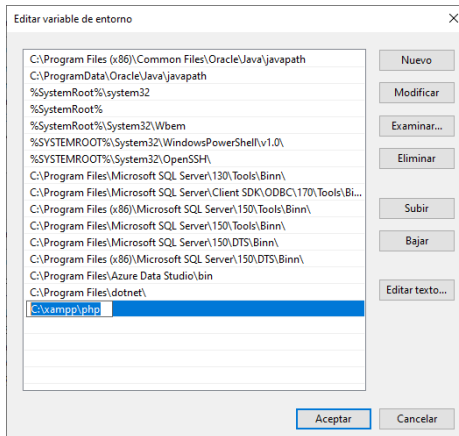 Editar variable de entorno
C:\Program Files (x86)\Common Files\Oracle\Java\javapath
C:\ProgramData\Oracle\Java\javapath
%SystemRoot%\system32
%SystemRoot%
%SystemRoot%\System32\Wbem
%SYSTEMROOT%\System32\WindowsPowerShell\v1.0\
%SYSTEMROOT%\System32\OpenSSH\
C:\Program Files\Microsoft SQL Server\130\Tools\Binn\
C:\Program Files\Microsoft SQL Server\Client SDK\ODBC\170\Tools\Bi...
C:\Program Files (x86)\Microsoft SQL Server\150\Tools\Binn\
C:\Program Files\Microsoft SQL Server\150\Tools\Binn\
C:\Program Files\Microsoft SQL Server\150\DTS\Binn\
C:\Program Files (x86)\Microsoft SQL Server\150\DTS\Binn\
C:\Program Files\Azure Data Studio\bin
C:\Program Files\dotnet\
C:\xampp\php
Nuevo
Modificar
Examinar...
Eliminar
Subir
Bajar
Editar texto...
Aceptar
Cancelar